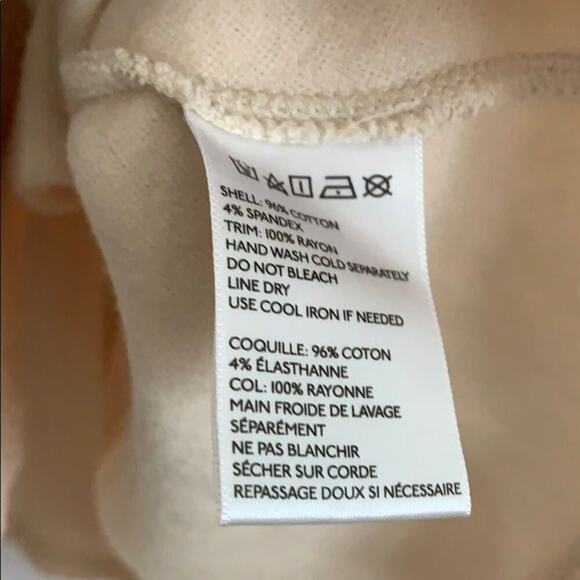 SHELL: 96% COTTON
4% SPANDEX
TRIM: 100% RAYON
HAND WASH COLD SEPARATELY
DO NOT BLEACH
LINE DRY
USE COOL IRON IF NEEDED
COQUILLE: 96% COTON
4% ÉLASTHANNE
COL: 100% RAYONNE
MAIN FROIDE DE LAVAGE
SÉPARÉMENT
NE PAS BLANCHIR
SÉCHER SUR CORDE
REPASSAGE DOUX SI NÉCESSAIRE